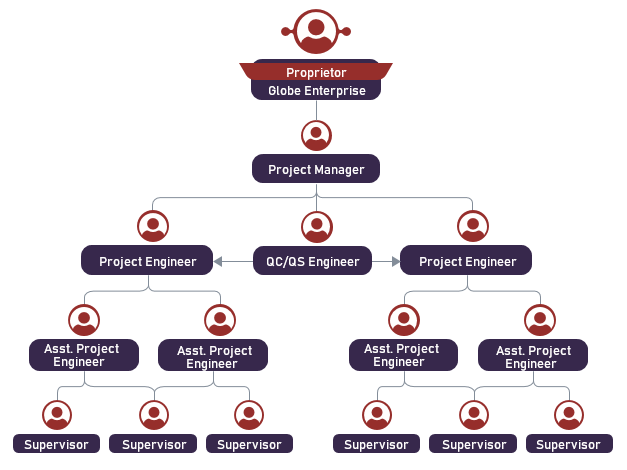 Proprietor
Globe Enterprise
Project Manager
Project Engineer
QC/QS Engineer
Project Engineer
Asst. Project
Engineer
Asst. Project
Engineer
Asst. Project
Engineer
Asst. Project
Engineer
Supervisor
Supervisor
Supervisor
Supervisor
Supervisor
Supervisor